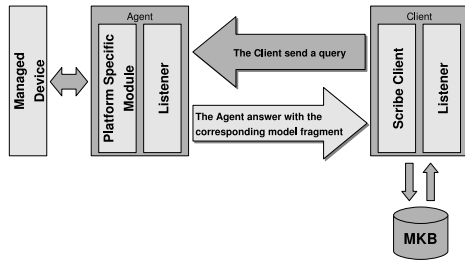 Managed
Device
Agent
Platform Specific
Module
Listener
The Client send a query
The Agent answer with the
corresponding model fragment
Client
Scribe Client
Listener
MKB